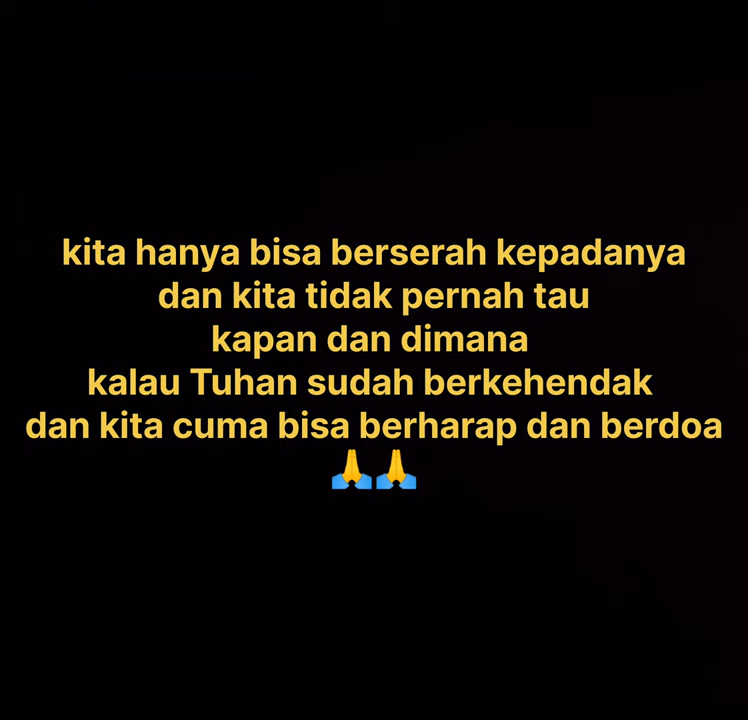 kita hanya bisa berserah kepadanya
dan kita tidak pernah tau
kapan dan dimana
kalau Tuhan sudah berkehendak
dan kita cuma bisa berharap dan berdoa
🙏🙏